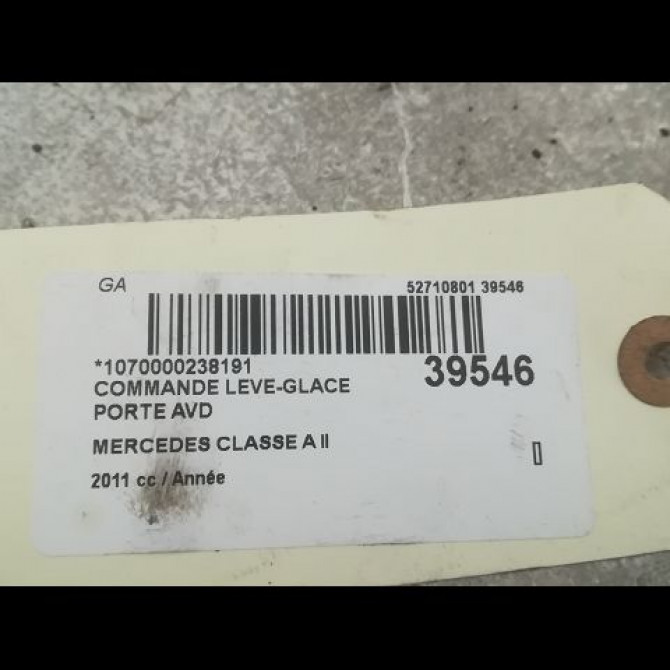 GA
52710801 39546
*1070000238191
39546
COMMANDE LEVE-GLACE
PORTE AVD
MERCEDES CLASSE A II
2011 cc / Année